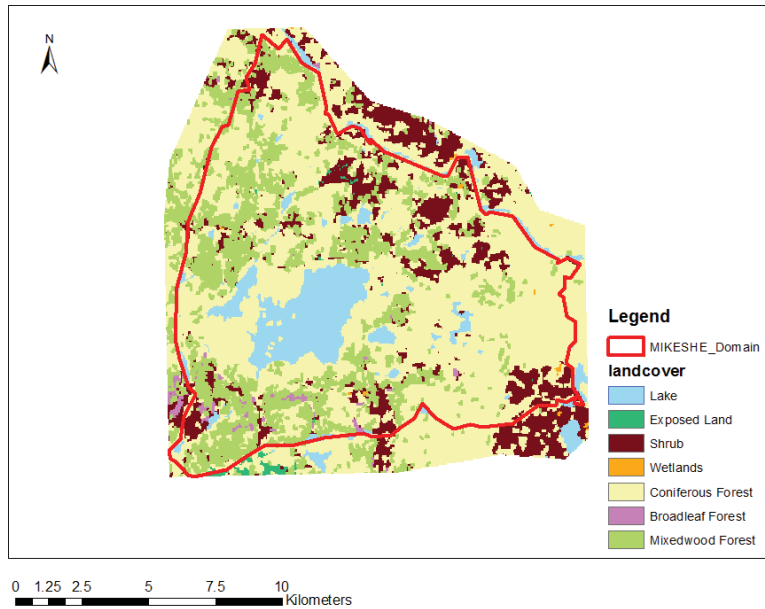 N
Legend
MIKESHE_Domain
landcover
Lake
Exposed Land
Shrub
Wetlands
Coniferous Forest
Broadleaf Forest
Mixedwood Forest
0 1.25 2.5 5 7.5 10
Kilometers